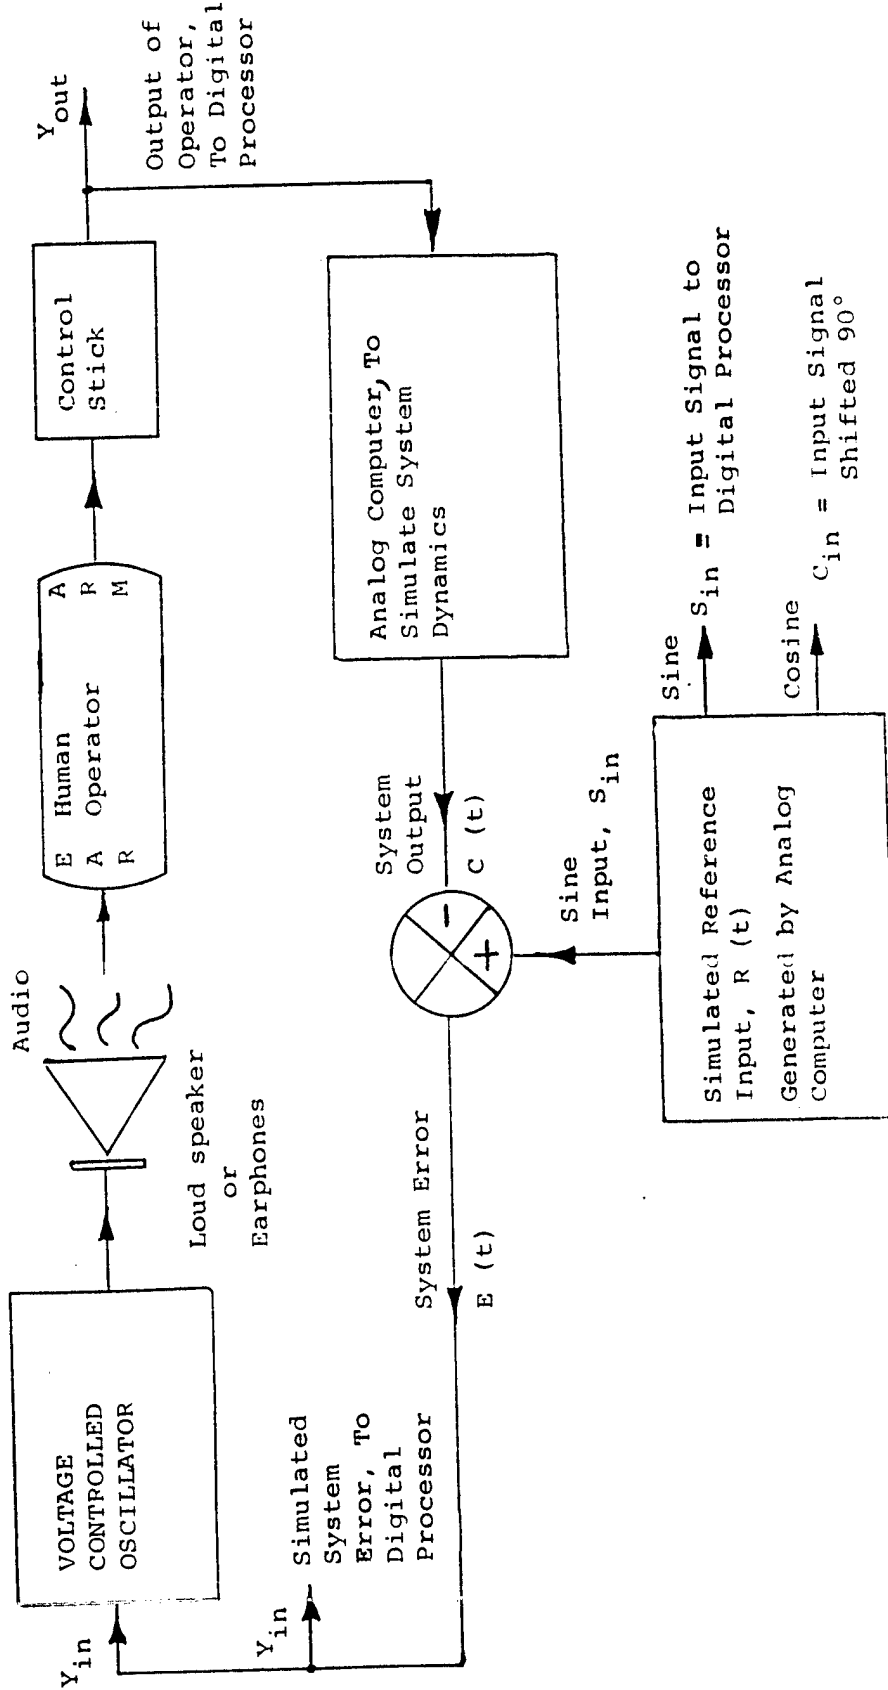 Y_in
VOLTAGE
CONTROLLED
OSCILLATOR
Audio
Loud speaker
or
Earphones
E Human A
A Operator R
R M
Control
Stick
Y_out
Output of
Operator,
To Digital
Processor
Y_in
Simulated
System
Error, To
Digital
Processor
System Error
E (t)
System
Output
C (t)
−
+
Analog Computer, To
Simulate System
Dynamics
Sine
Input, S_in
Simulated Reference
Input, R (t)
Generated by Analog
Computer
Sine
S_in = Input Signal to
Digital Processor
Cosine
C_in = Input Signal
Shifted 90°